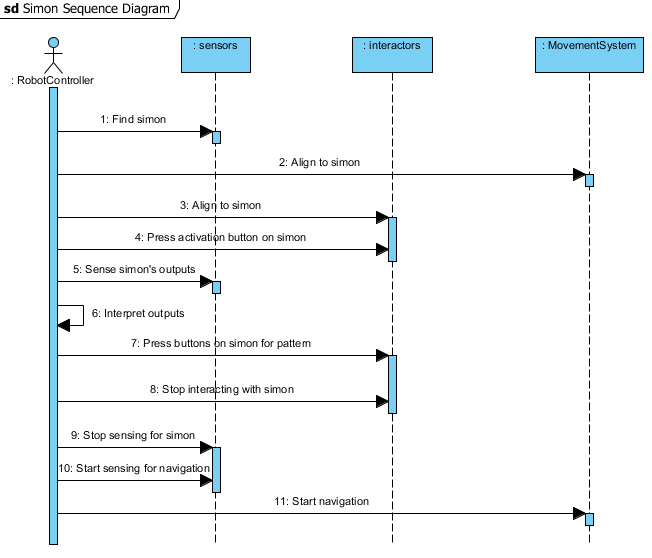 sd Simon Sequence Diagram
: sensors
: interactors
: MovementSystem
: RobotController
1: Find simon
2: Align to simon
3: Align to simon
4: Press activation button on simon
5: Sense simon's outputs
6: Interpret outputs
7: Press buttons on simon for pattern
8: Stop interacting with simon
9: Stop sensing for simon
10: Start sensing for navigation
11: Start navigation